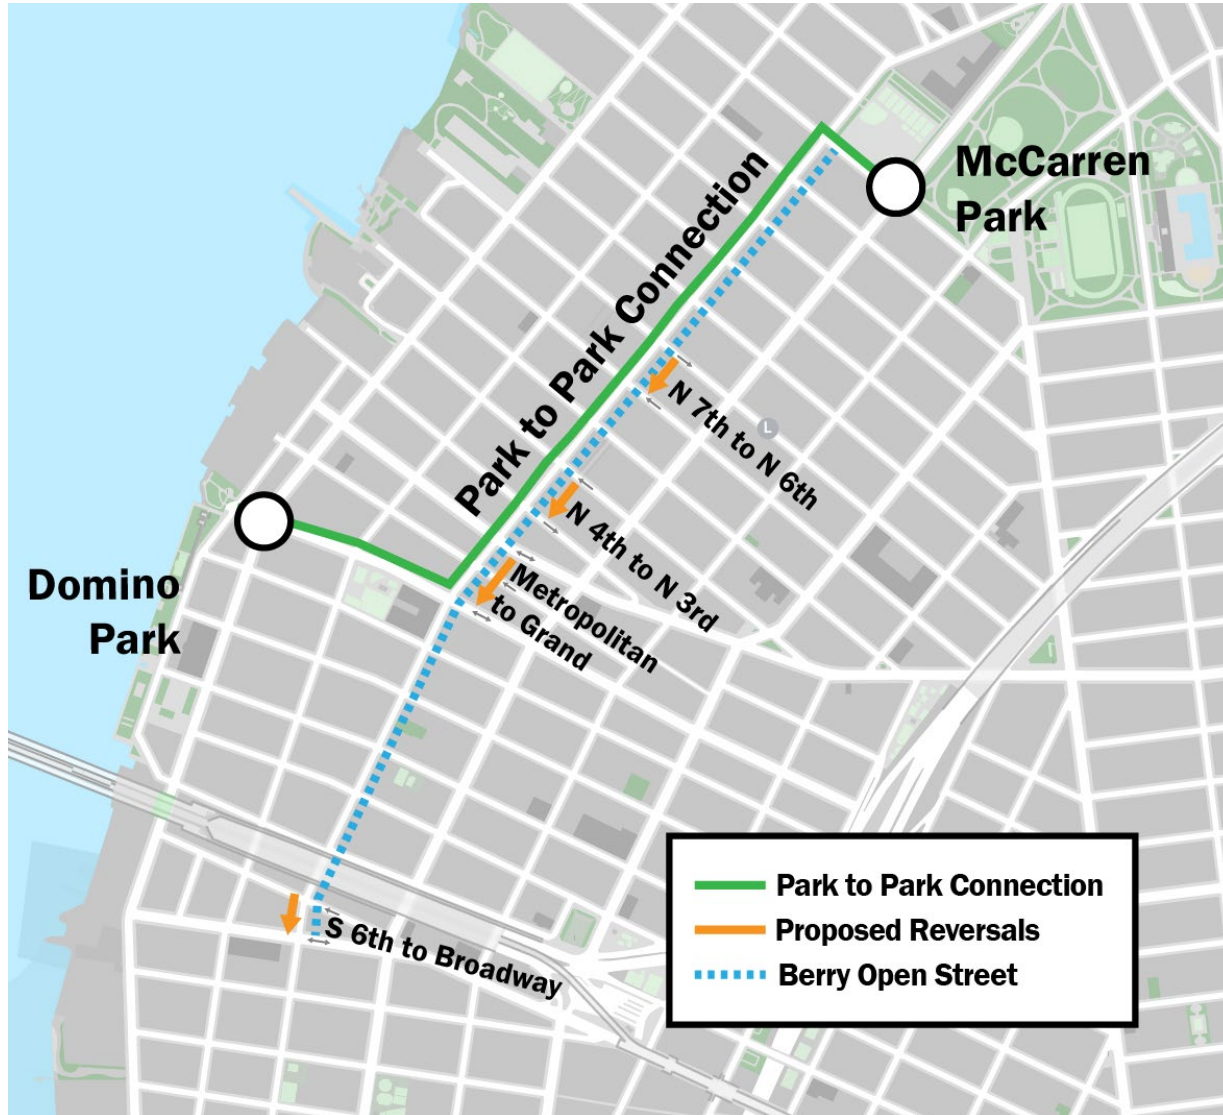 McCarren
Park
Park to Park Connection
N 7th to N 6th
L
N 4th to N 3rd
Metropolitan
to Grand
Domino
Park
S 6th to Broadway
Park to Park Connection
Proposed Reversals
Berry Open Street